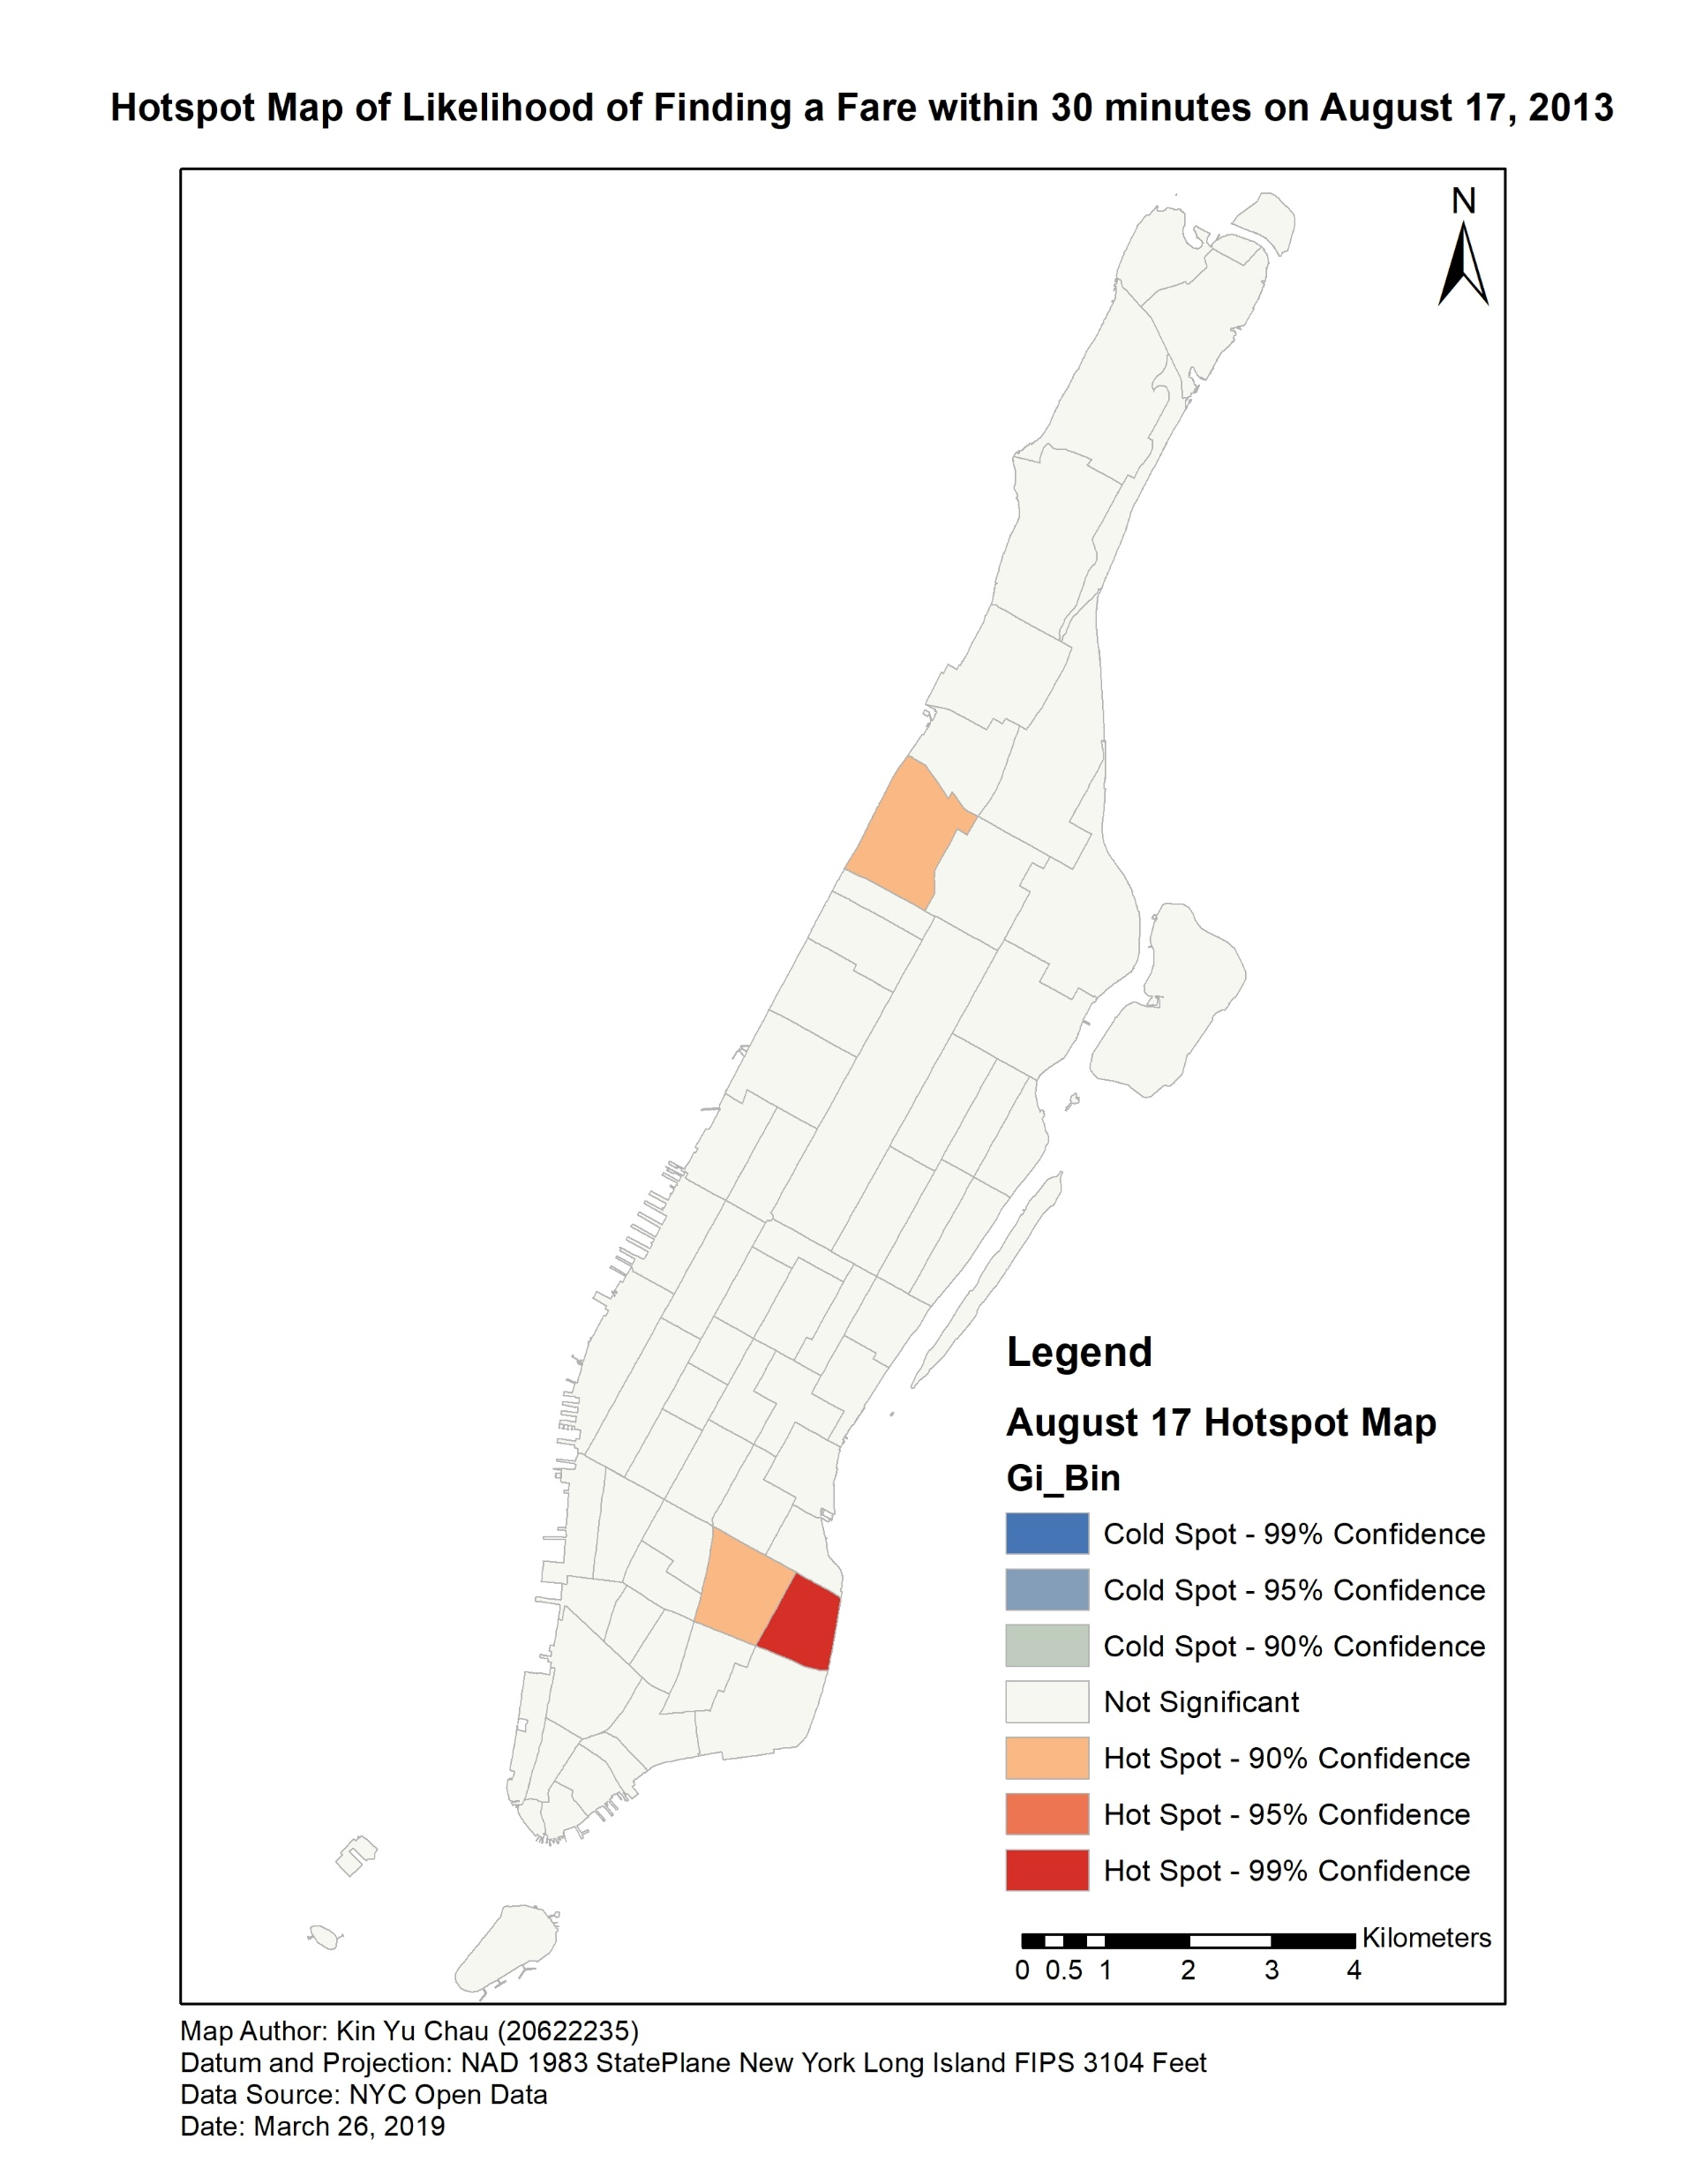 Hotspot Map of Likelihood of Finding a Fare within 30 minutes on August 17, 2013
N
Legend
August 17 Hotspot Map
Gi_Bin
Cold Spot - 99% Confidence
Cold Spot - 95% Confidence
Cold Spot - 90% Confidence
Not Significant
Hot Spot - 90% Confidence
Hot Spot - 95% Confidence
Hot Spot - 99% Confidence
Kilometers
0 0.5 1 2 3 4
Map Author: Kin Yu Chau (20622235)
Datum and Projection: NAD 1983 StatePlane New York Long Island FIPS 3104 Feet
Data Source: NYC Open Data
Date: March 26, 2019